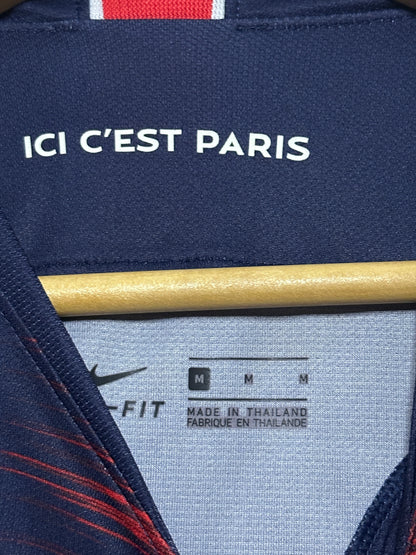 ICI C'EST PARIS
-FIT
M M M
MADE IN THAILAND
FABRIQUE EN THAILANDE